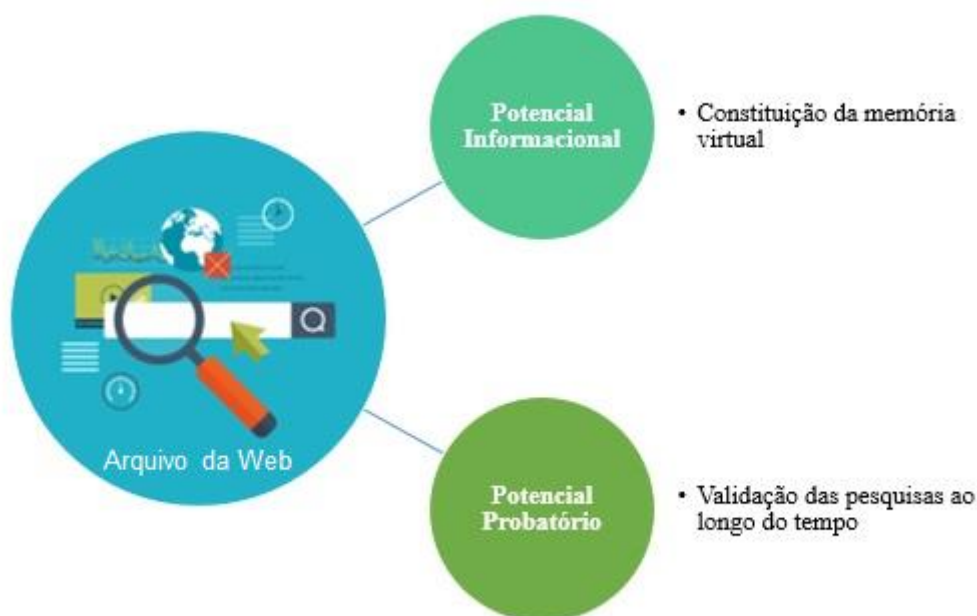 Potencial
Informacional
• Constituição da memória
virtual
Arquivo da Web
Potencial
Probatório
• Validação das pesquisas ao
longo do tempo